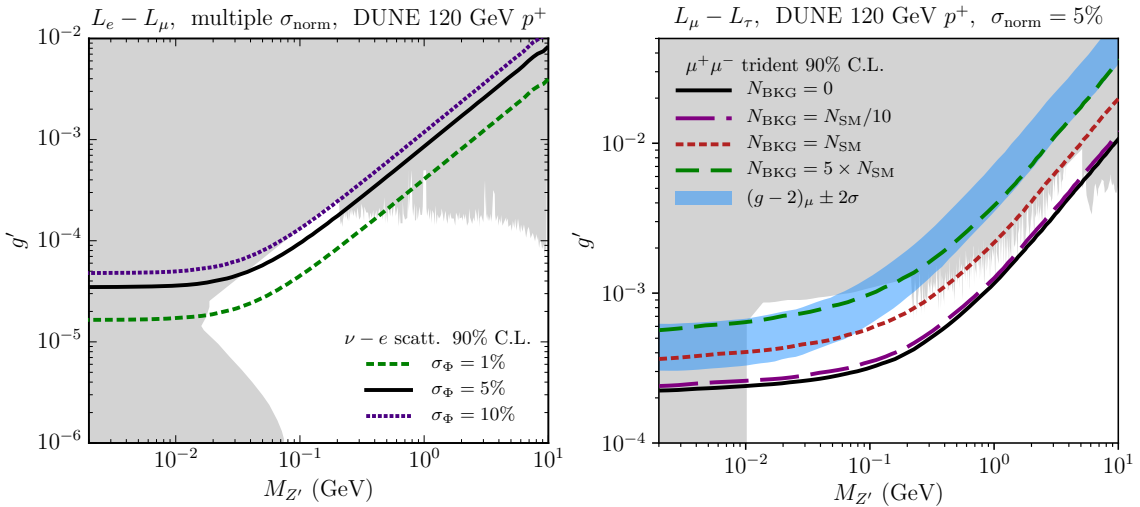 L_e − L_μ, multiple σ_norm, DUNE 120 GeV p⁺
10⁻²
10⁻³
10⁻⁴
10⁻⁵
10⁻⁶
g′
ν − e scatt. 90% C.L.
σ_Φ = 1%
σ_Φ = 5%
σ_Φ = 10%
10⁻² 10⁻¹ 10⁰ 10¹
M_Z′ (GeV)
L_μ − L_τ, DUNE 120 GeV p⁺, σ_norm = 5%
μ⁺μ⁻ trident 90% C.L.
N_BKG = 0
N_BKG = N_SM/10
N_BKG = N_SM
N_BKG = 5 × N_SM
(g − 2)_μ ± 2σ
10⁻²
10⁻³
10⁻⁴
g′
10⁻² 10⁻¹ 10⁰ 10¹
M_Z′ (GeV)